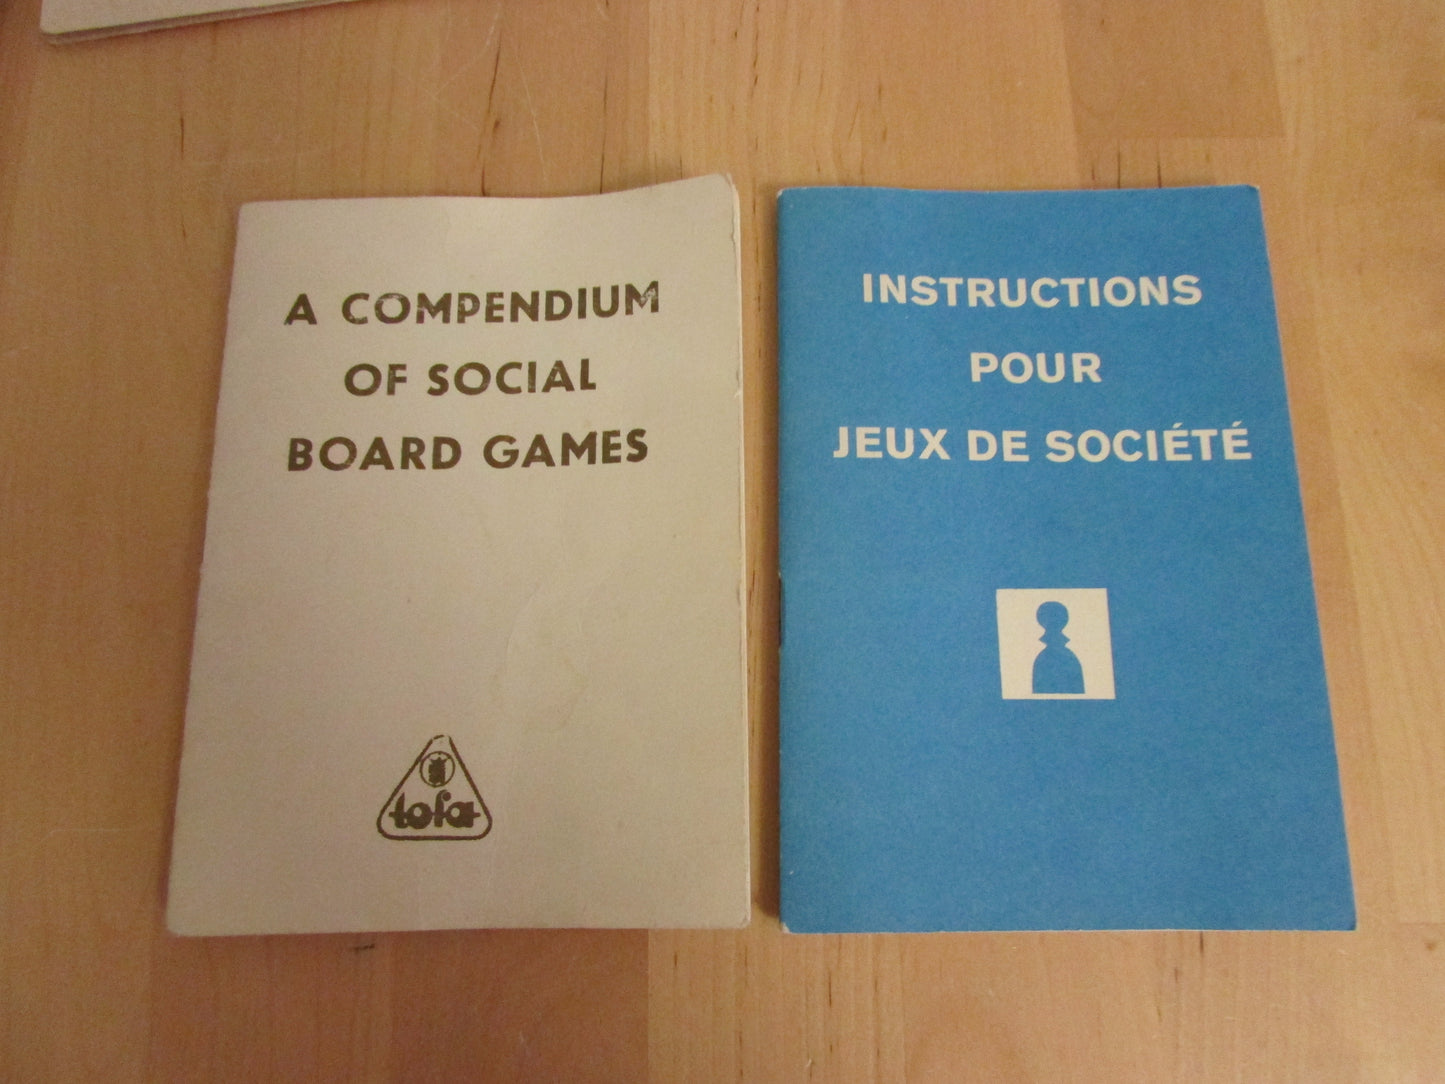 A COMPENDIUM
OF SOCIAL
BOARD GAMES
tofa
INSTRUCTIONS
POUR
JEUX DE SOCIÉTÉ